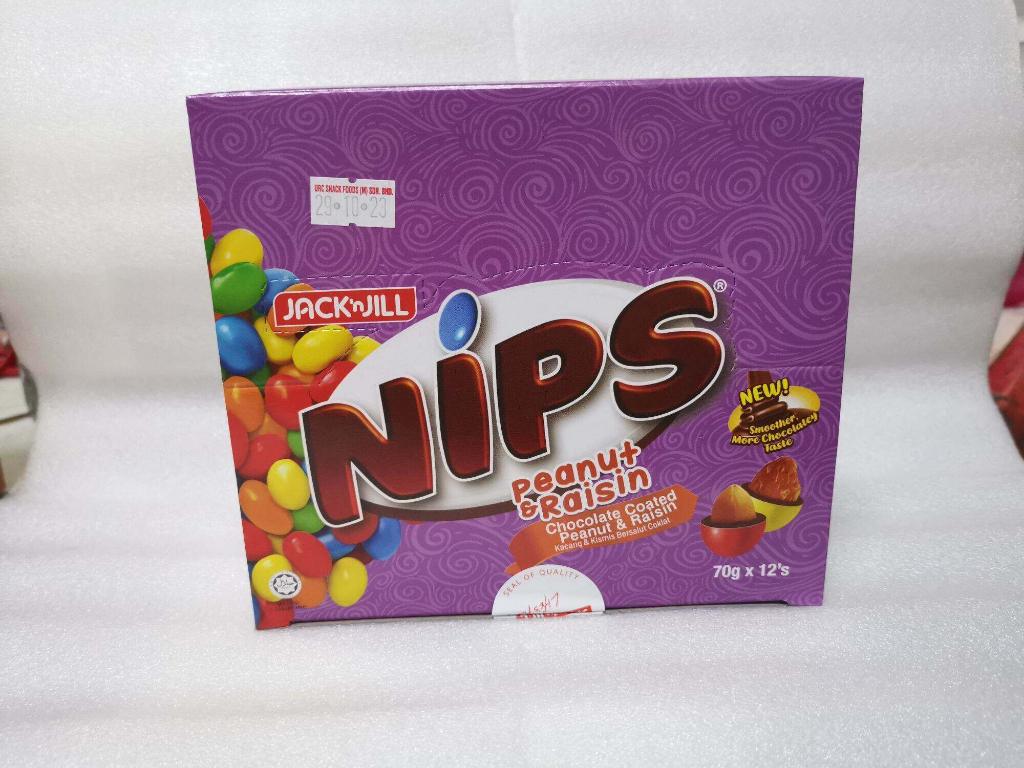 URC SNACK FOODS (M) SDN. BHD.
29•10•23
JACK'nJILL
NiPS®
Peanut
&Raisin
Chocolate Coated
Peanut & Raisin
Kacang & Kismis Bersalut Coklat
NEW!
Smoother,
More Chocolatey
Taste
70g x 12's
SEAL OF QUALITY